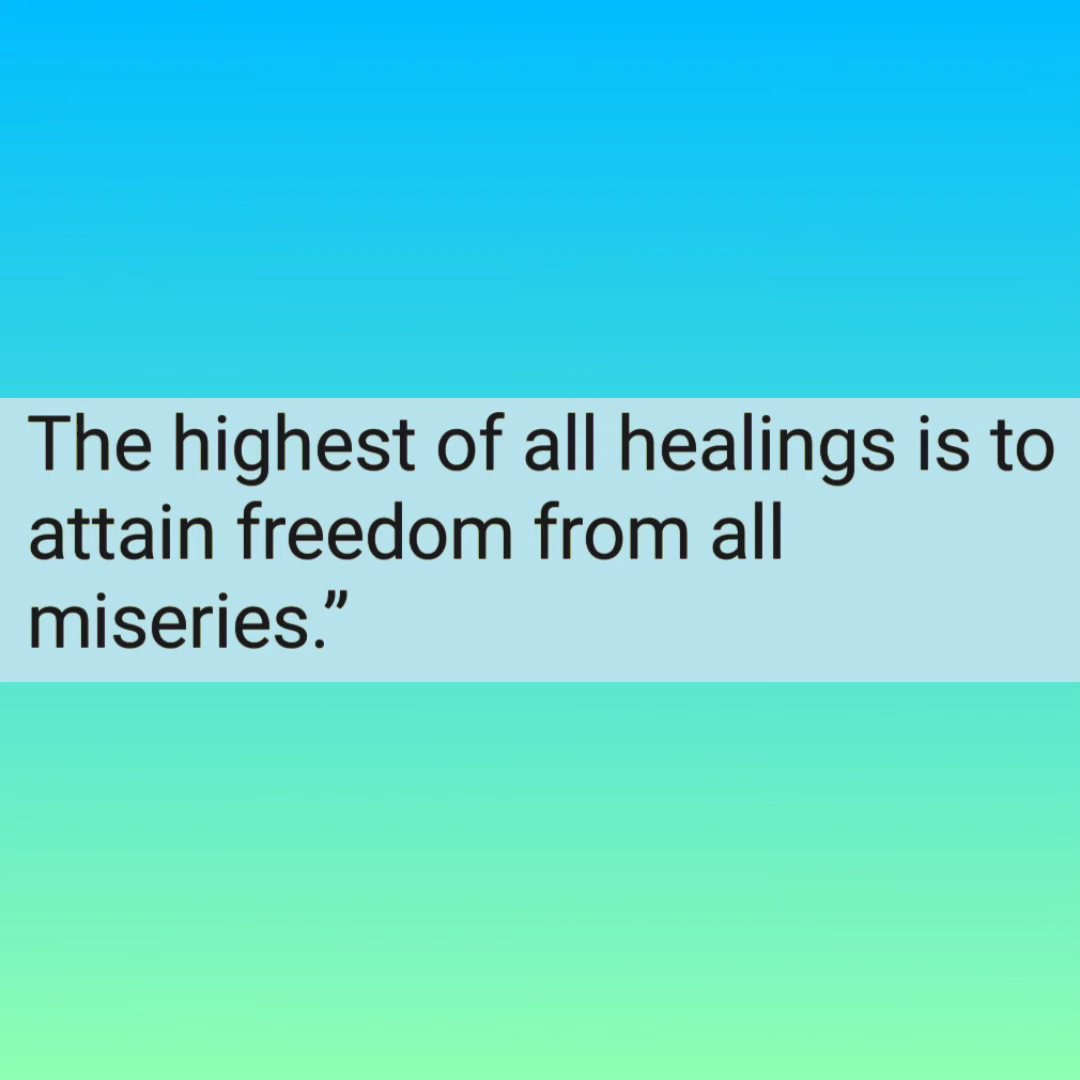 The highest of all healings is to
attain freedom from all
miseries.”